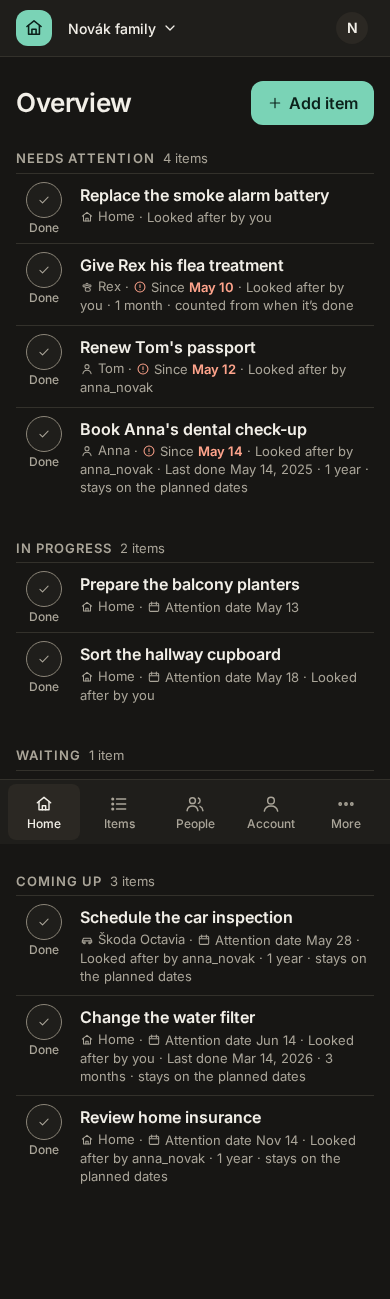 Novák family
N
Overview
+ Add item
NEEDS ATTENTION 4 items
Replace the smoke alarm battery
Home · Looked after by you
Done
Give Rex his flea treatment
Rex · Since May 10 · Looked after by
you · 1 month · counted from when it's done
Done
Renew Tom's passport
Tom · Since May 12 · Looked after by
anna_novak
Done
Book Anna's dental check-up
Anna · Since May 14 · Looked after by
anna_novak · Last done May 14, 2025 · 1 year ·
stays on the planned dates
Done
IN PROGRESS 2 items
Prepare the balcony planters
Home · Attention date May 13
Done
Sort the hallway cupboard
Home · Attention date May 18 · Looked
after by you
Done
WAITING 1 item
Home
Items
People
Account
More
COMING UP 3 items
Schedule the car inspection
Škoda Octavia · Attention date May 28 ·
Looked after by anna_novak · 1 year · stays on
the planned dates
Done
Change the water filter
Home · Attention date Jun 14 · Looked
after by you · Last done Mar 14, 2026 · 3
months · stays on the planned dates
Done
Review home insurance
Home · Attention date Nov 14 · Looked
after by anna_novak · 1 year · stays on the
planned dates
Done